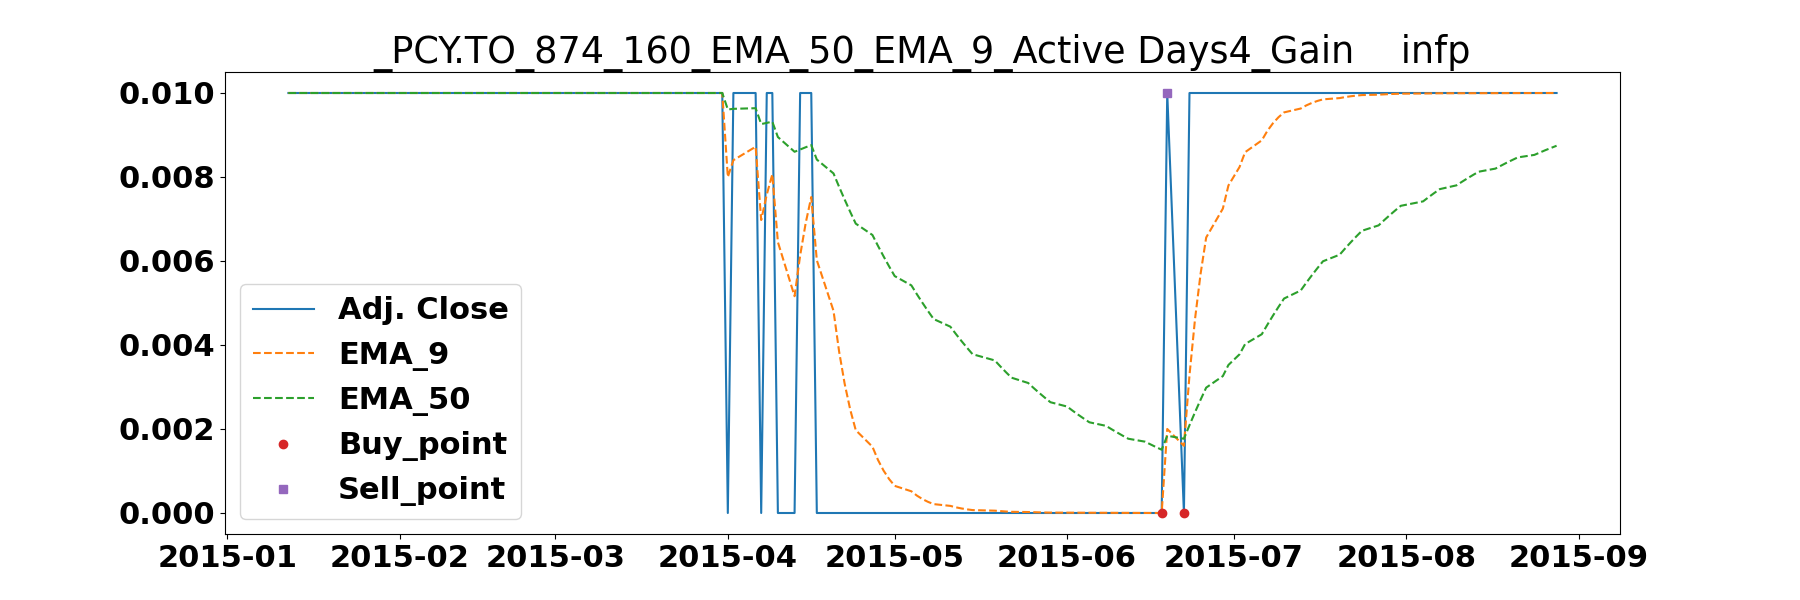 _PCY.TO_874_160_EMA_50_EMA_9_Active Days4_Gain    infp
0.010
0.008
0.006
0.004
0.002
0.000
Adj. Close
EMA_9
EMA_50
Buy_point
Sell_point
2015-01 2015-02 2015-03 2015-04 2015-05 2015-06 2015-07 2015-08 2015-09